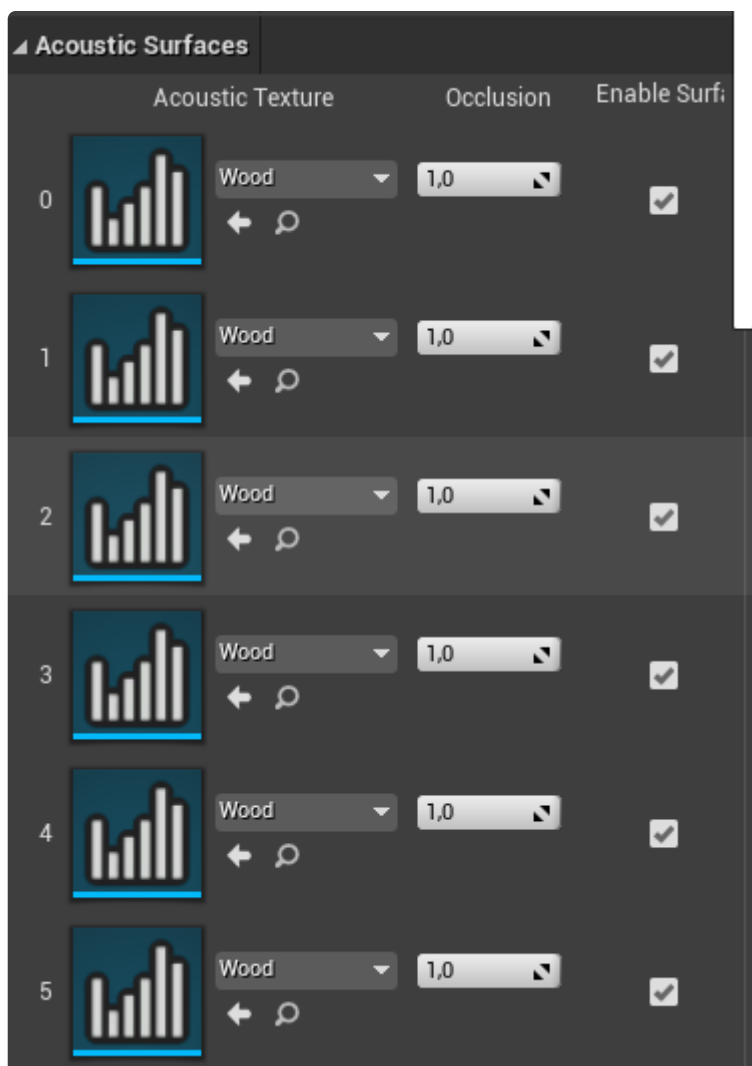 Acoustic Surfaces
Acoustic Texture Occlusion Enable
0 Wood 1,0
1 Wood 1,0
2 Wood 1,0
3 Wood 1,0
4 Wood 1,0
5 Wood 1,0